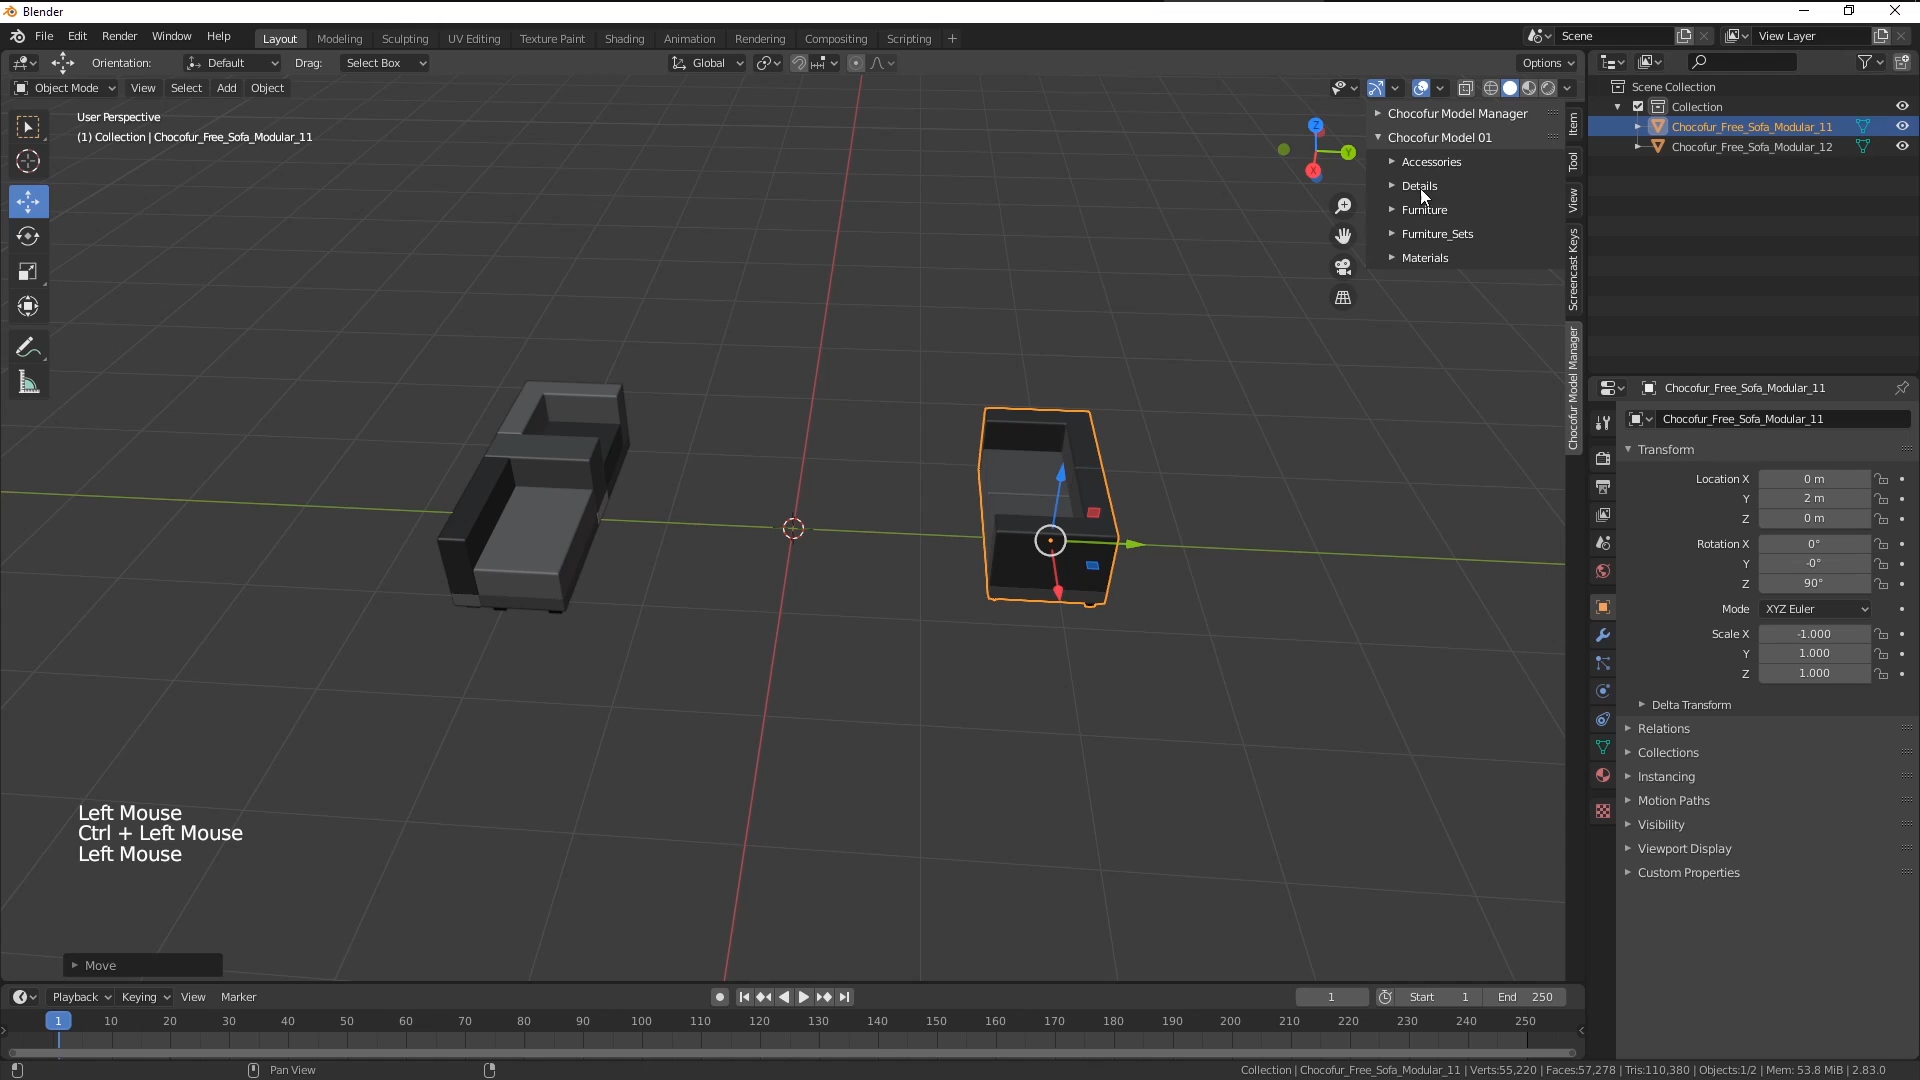 Blender
File Edit Render Window Help
Layout Modeling Sculpting UV Editing Texture Paint Shading Animation Rendering Compositing Scripting +
Scene
View Layer
Orientation: Default Drag: Select Box
Global
Options
Object Mode View Select Add Object
User Perspective
(1) Collection | Chocofur_Free_Sofa_Modular_11
Z
Y
X
Chocofur Model Manager
Chocofur Model 01
Accessories
Details
Furniture
Furniture_Sets
Materials
Item
Tool
View
Screencast Keys
Chocofur Model Manager
Scene Collection
Collection
Chocofur_Free_Sofa_Modular_11
Chocofur_Free_Sofa_Modular_12
Chocofur_Free_Sofa_Modular_11
Chocofur_Free_Sofa_Modular_11
Transform
Location X 0 m
Y 2 m
Z 0 m
Rotation X 0°
Y -0°
Z 90°
Mode XYZ Euler
Scale X -1.000
Y 1.000
Z 1.000
Delta Transform
Relations
Collections
Instancing
Motion Paths
Visibility
Viewport Display
Custom Properties
Left Mouse
Ctrl + Left Mouse
Left Mouse
Move
Playback Keying View Marker
1
Start 1 End 250
1 10 20 30 40 50 60 70 80 90 100 110 120 130 140 150 160 170 180 190 200 210 220 230 240 250
Pan View
Collection | Chocofur_Free_Sofa_Modular_11 | Verts:55,220 | Faces:57,278 | Tris:110,380 | Objects:1/2 | Mem: 53.8 MiB | 2.83.0